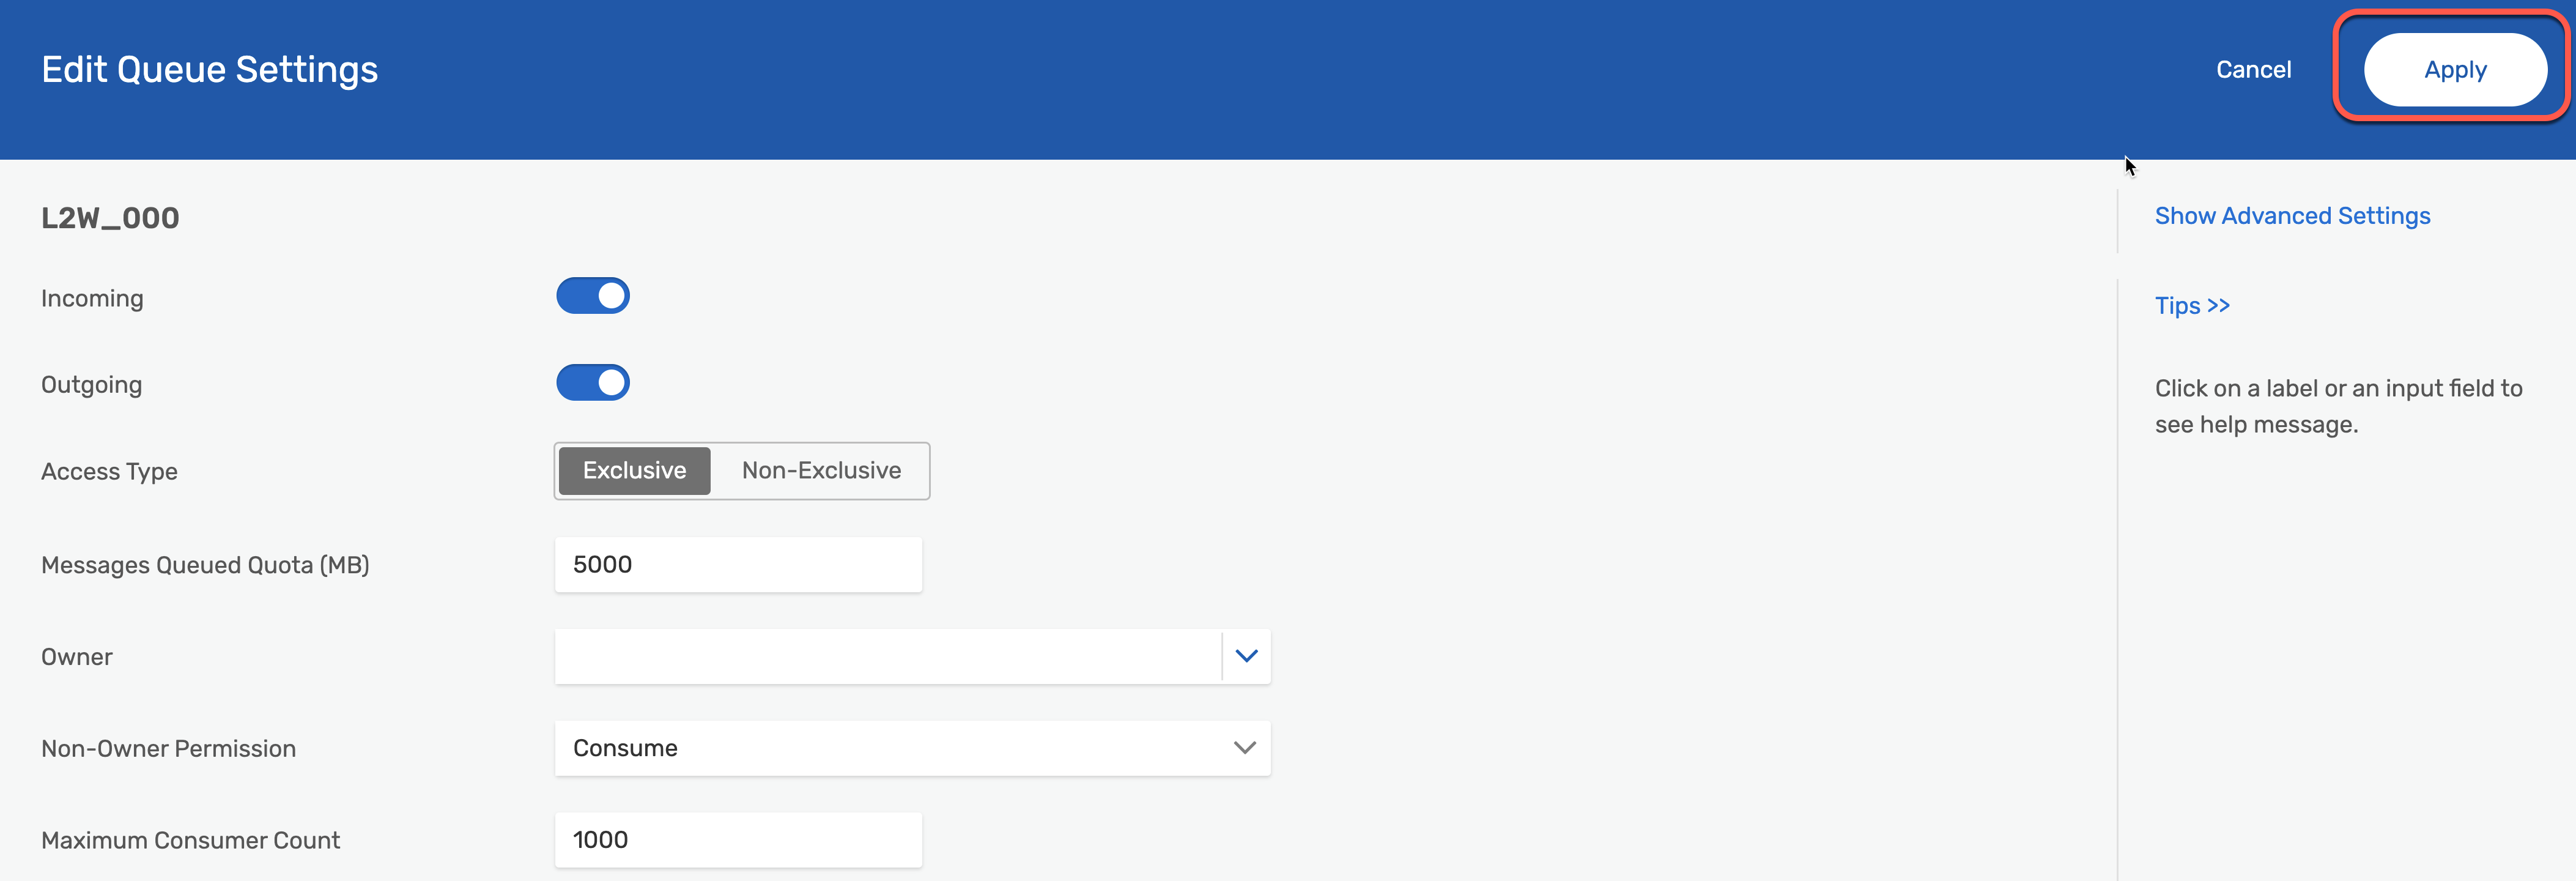 Edit Queue Settings
Cancel
Apply
L2W_000
Show Advanced Settings
Incoming
Tips >>
Outgoing
Click on a label or an input field to
see help message.
Access Type
Exclusive
Non-Exclusive
Messages Queued Quota (MB)
5000
Owner
Non-Owner Permission
Consume
Maximum Consumer Count
1000